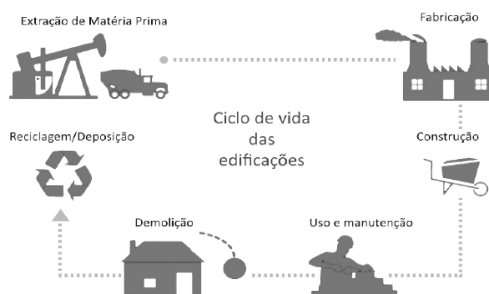 Extração de Matéria Prima
Fabricação
Ciclo de vida
das
edificações
Reciclagem/Deposição
Construção
Demolição
Uso e manutenção